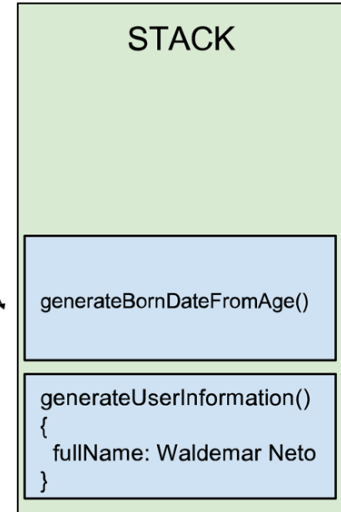 STACK
generateBornDateFromAge()
generateUserInformation()
{
fullName: Waldemar Neto
}